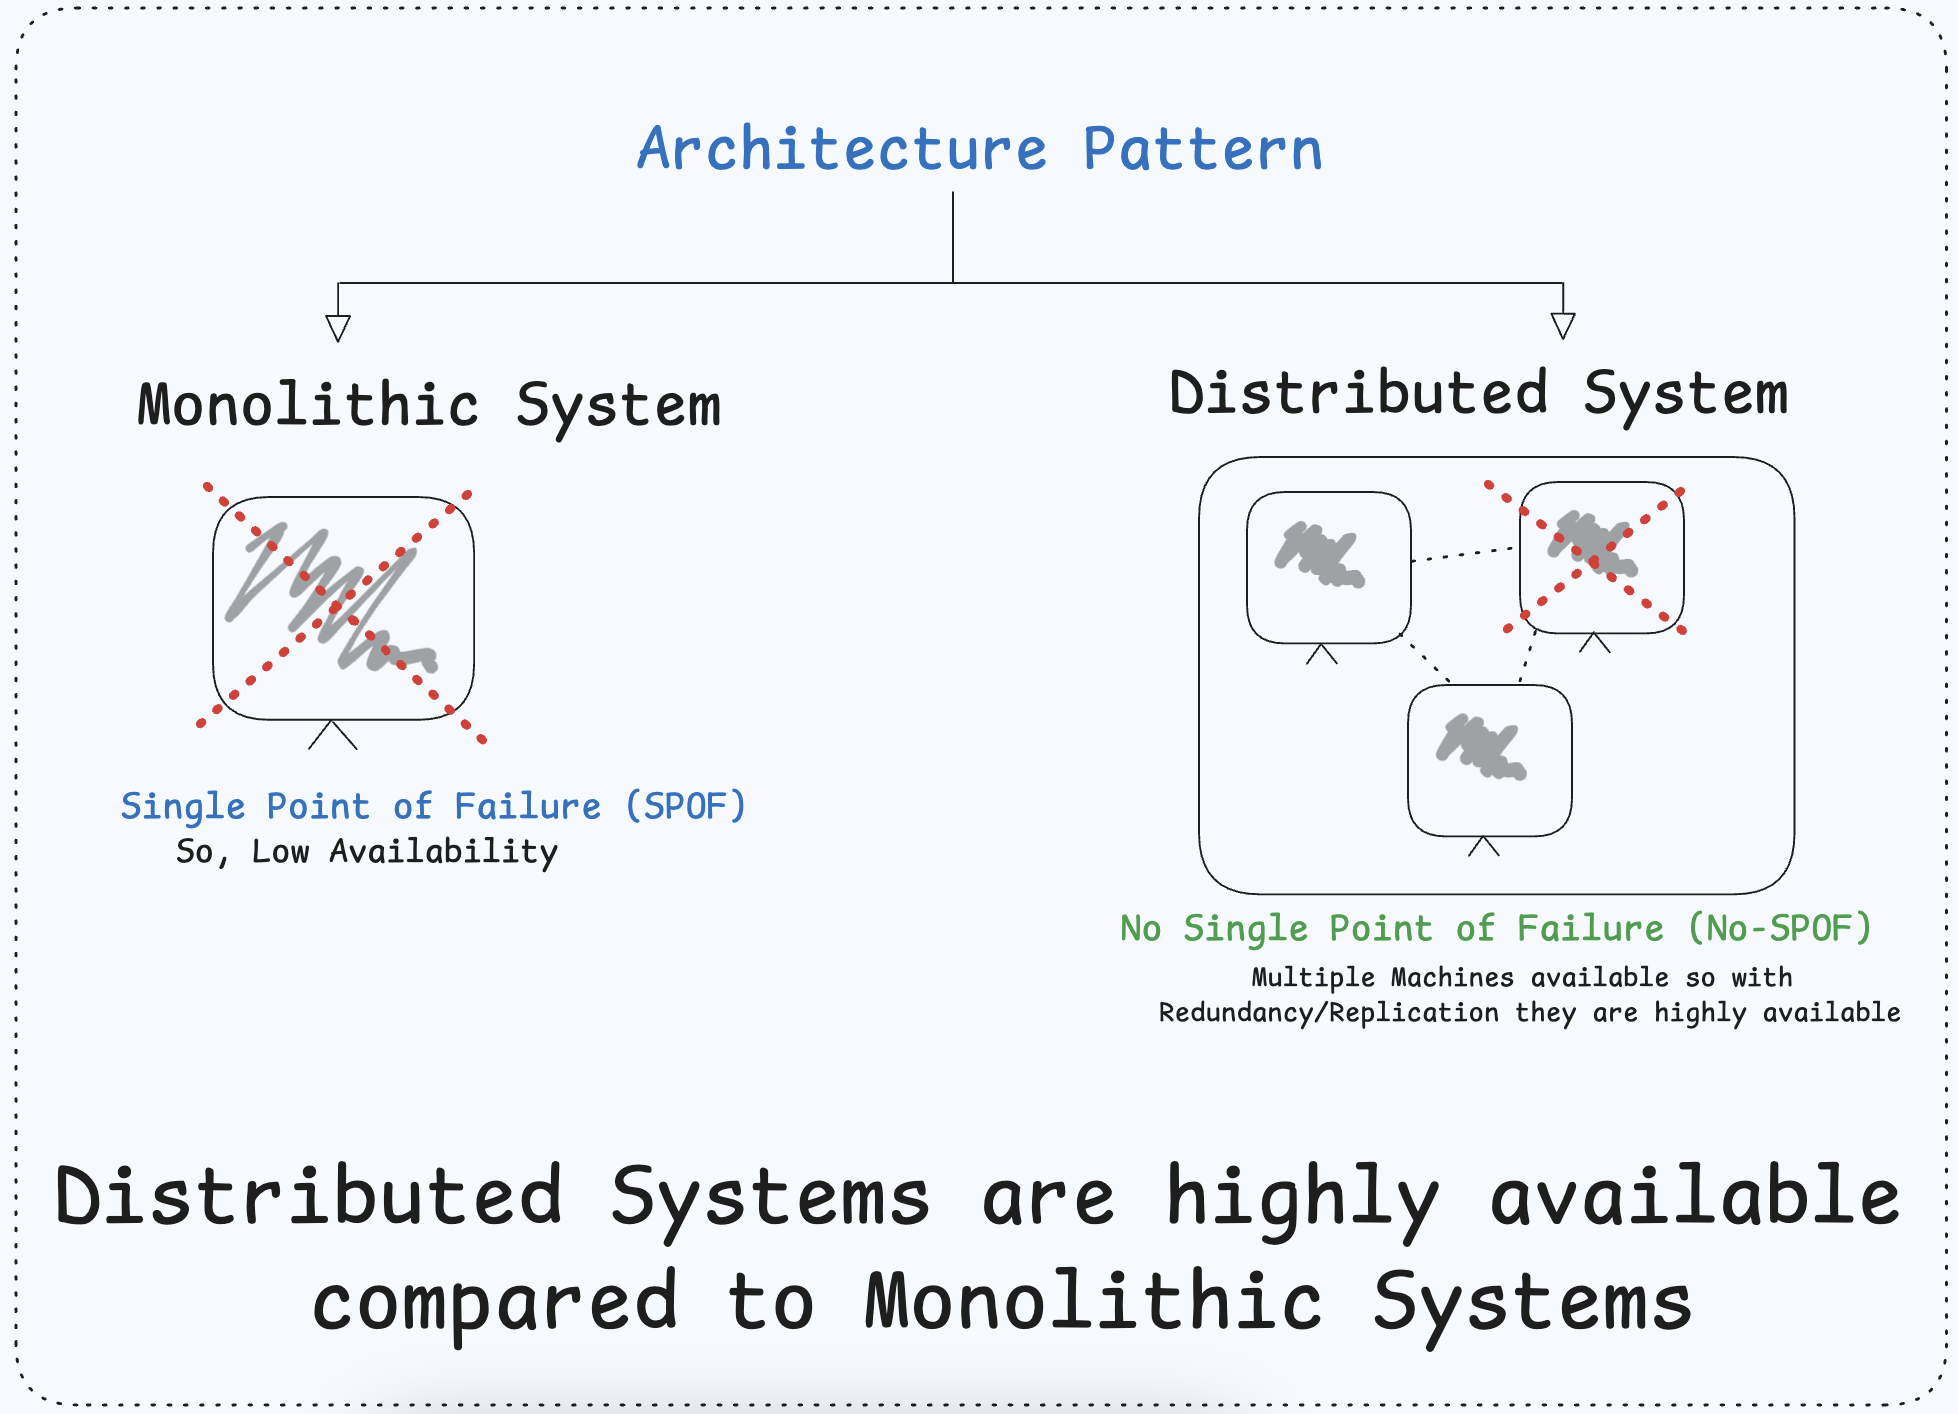 Architecture Pattern
Monolithic System
Single Point of Failure (SPOF)
So, Low Availability
Distributed System
No Single Point of Failure (No-SPOF)
Multiple Machines available so with
Redundancy/Replication they are highly available
Distributed Systems are highly available
compared to Monolithic Systems